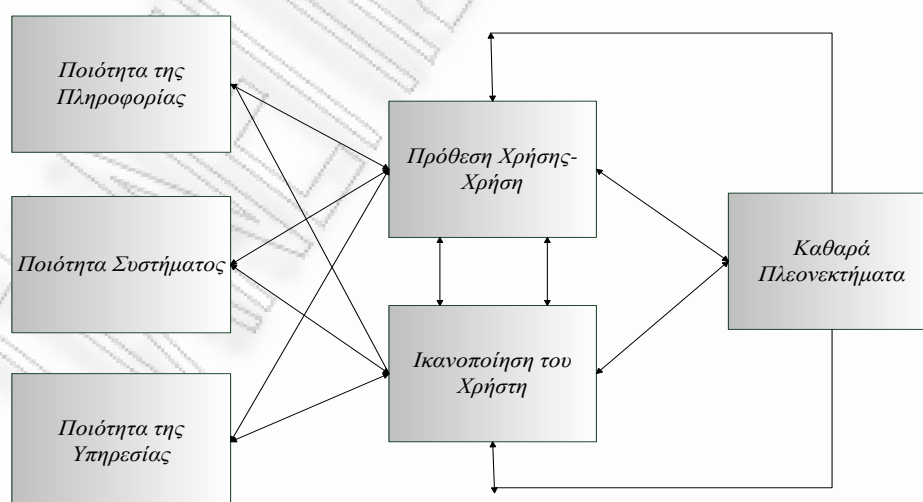 Ποιότητα της
Πληροφορίας
Ποιότητα Συστήματος
Ποιότητα της
Υπηρεσίας
Πρόθεση Χρήσης-
Χρήση
Ικανοποίηση του
Χρήστη
Καθαρά
Πλεονεκτήματα